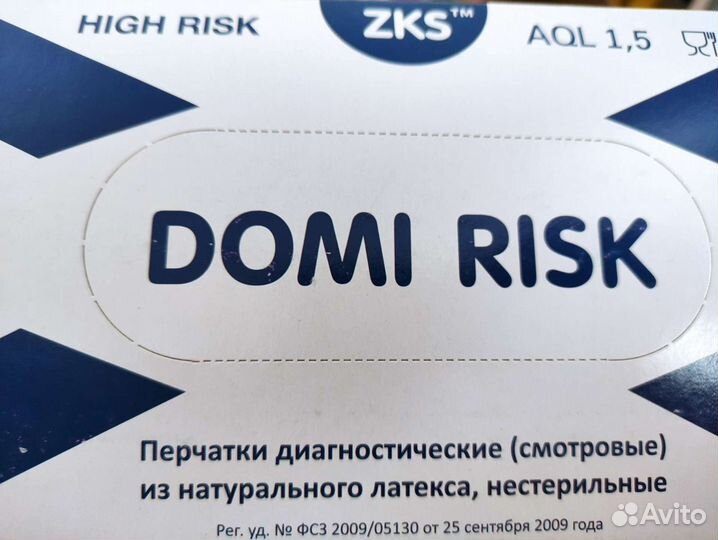 HIGH RISK
ZKS™
AQL 1,5
DOMI RISK
Перчатки диагностические (смотровые)
из натурального латекса, нестерильные
Рег. уд. № ФСЗ 2009/05130 от 25 сентября 2009 года
Avito